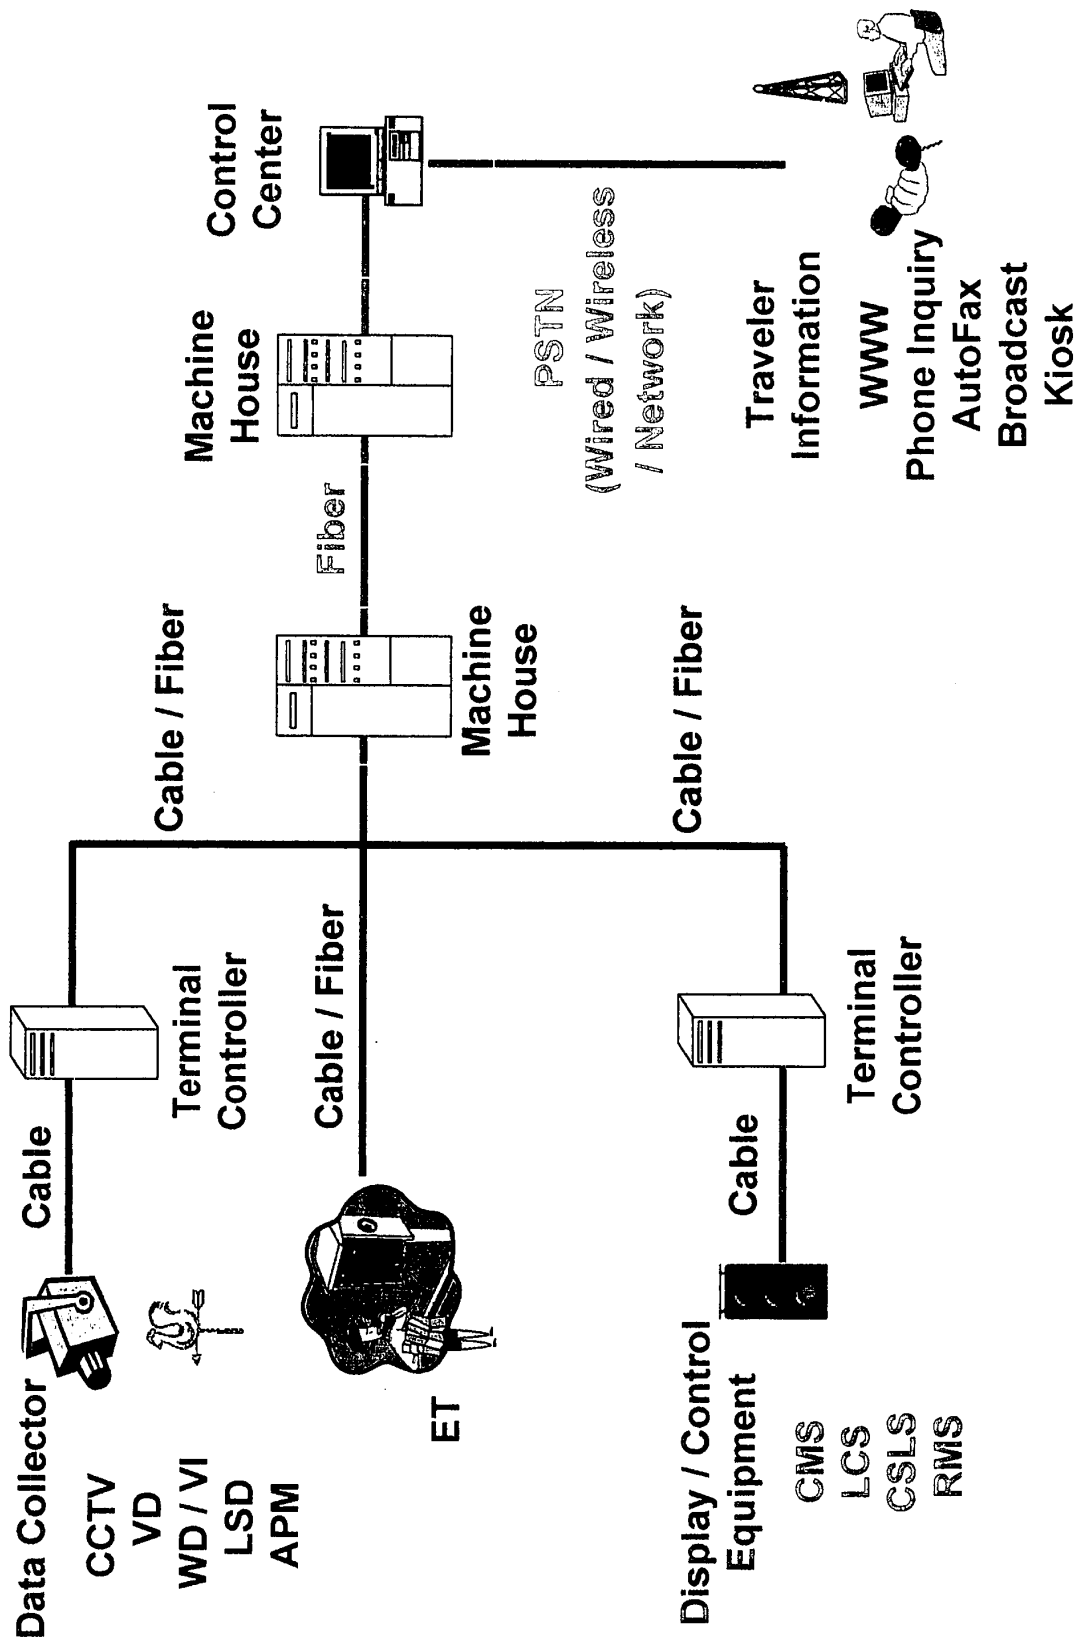 Data Collector
CCTV
VD
WD / VI
LSD
APM
Cable
Terminal
Controller
Cable / Fiber
ET
Cable / Fiber
Display / Control
Equipment
CMS
LCS
CSLS
RMS
Cable
Terminal
Controller
Cable / Fiber
Machine
House
Fiber
Machine
House
Control
Center
PSTN
(Wired / Wireless
/ Network)
Traveler
Information
WWW
Phone Inquiry
AutoFax
Broadcast
Kiosk